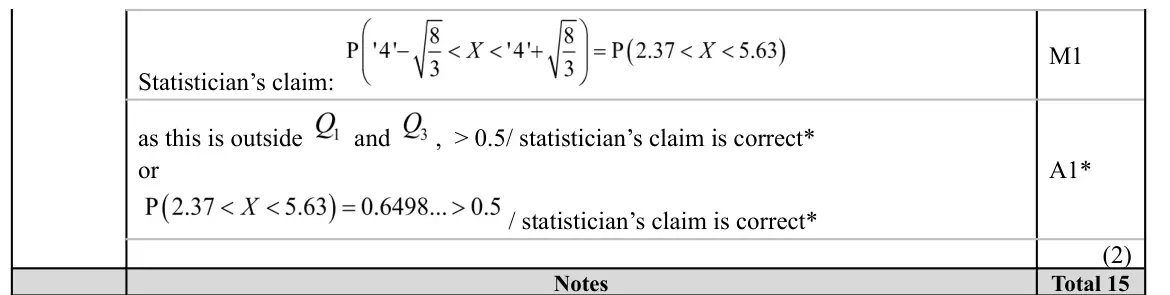 Statistician’s claim: P('4'−√(8/3) < X < '4'+√(8/3)) = P(2.37 < X < 5.63) M1
as this is outside Q₁ and Q₃ , > 0.5/ statistician’s claim is correct*
or
A1*
P(2.37 < X < 5.63) = 0.6498... > 0.5 / statistician’s claim is correct*
(2)
Notes Total 15